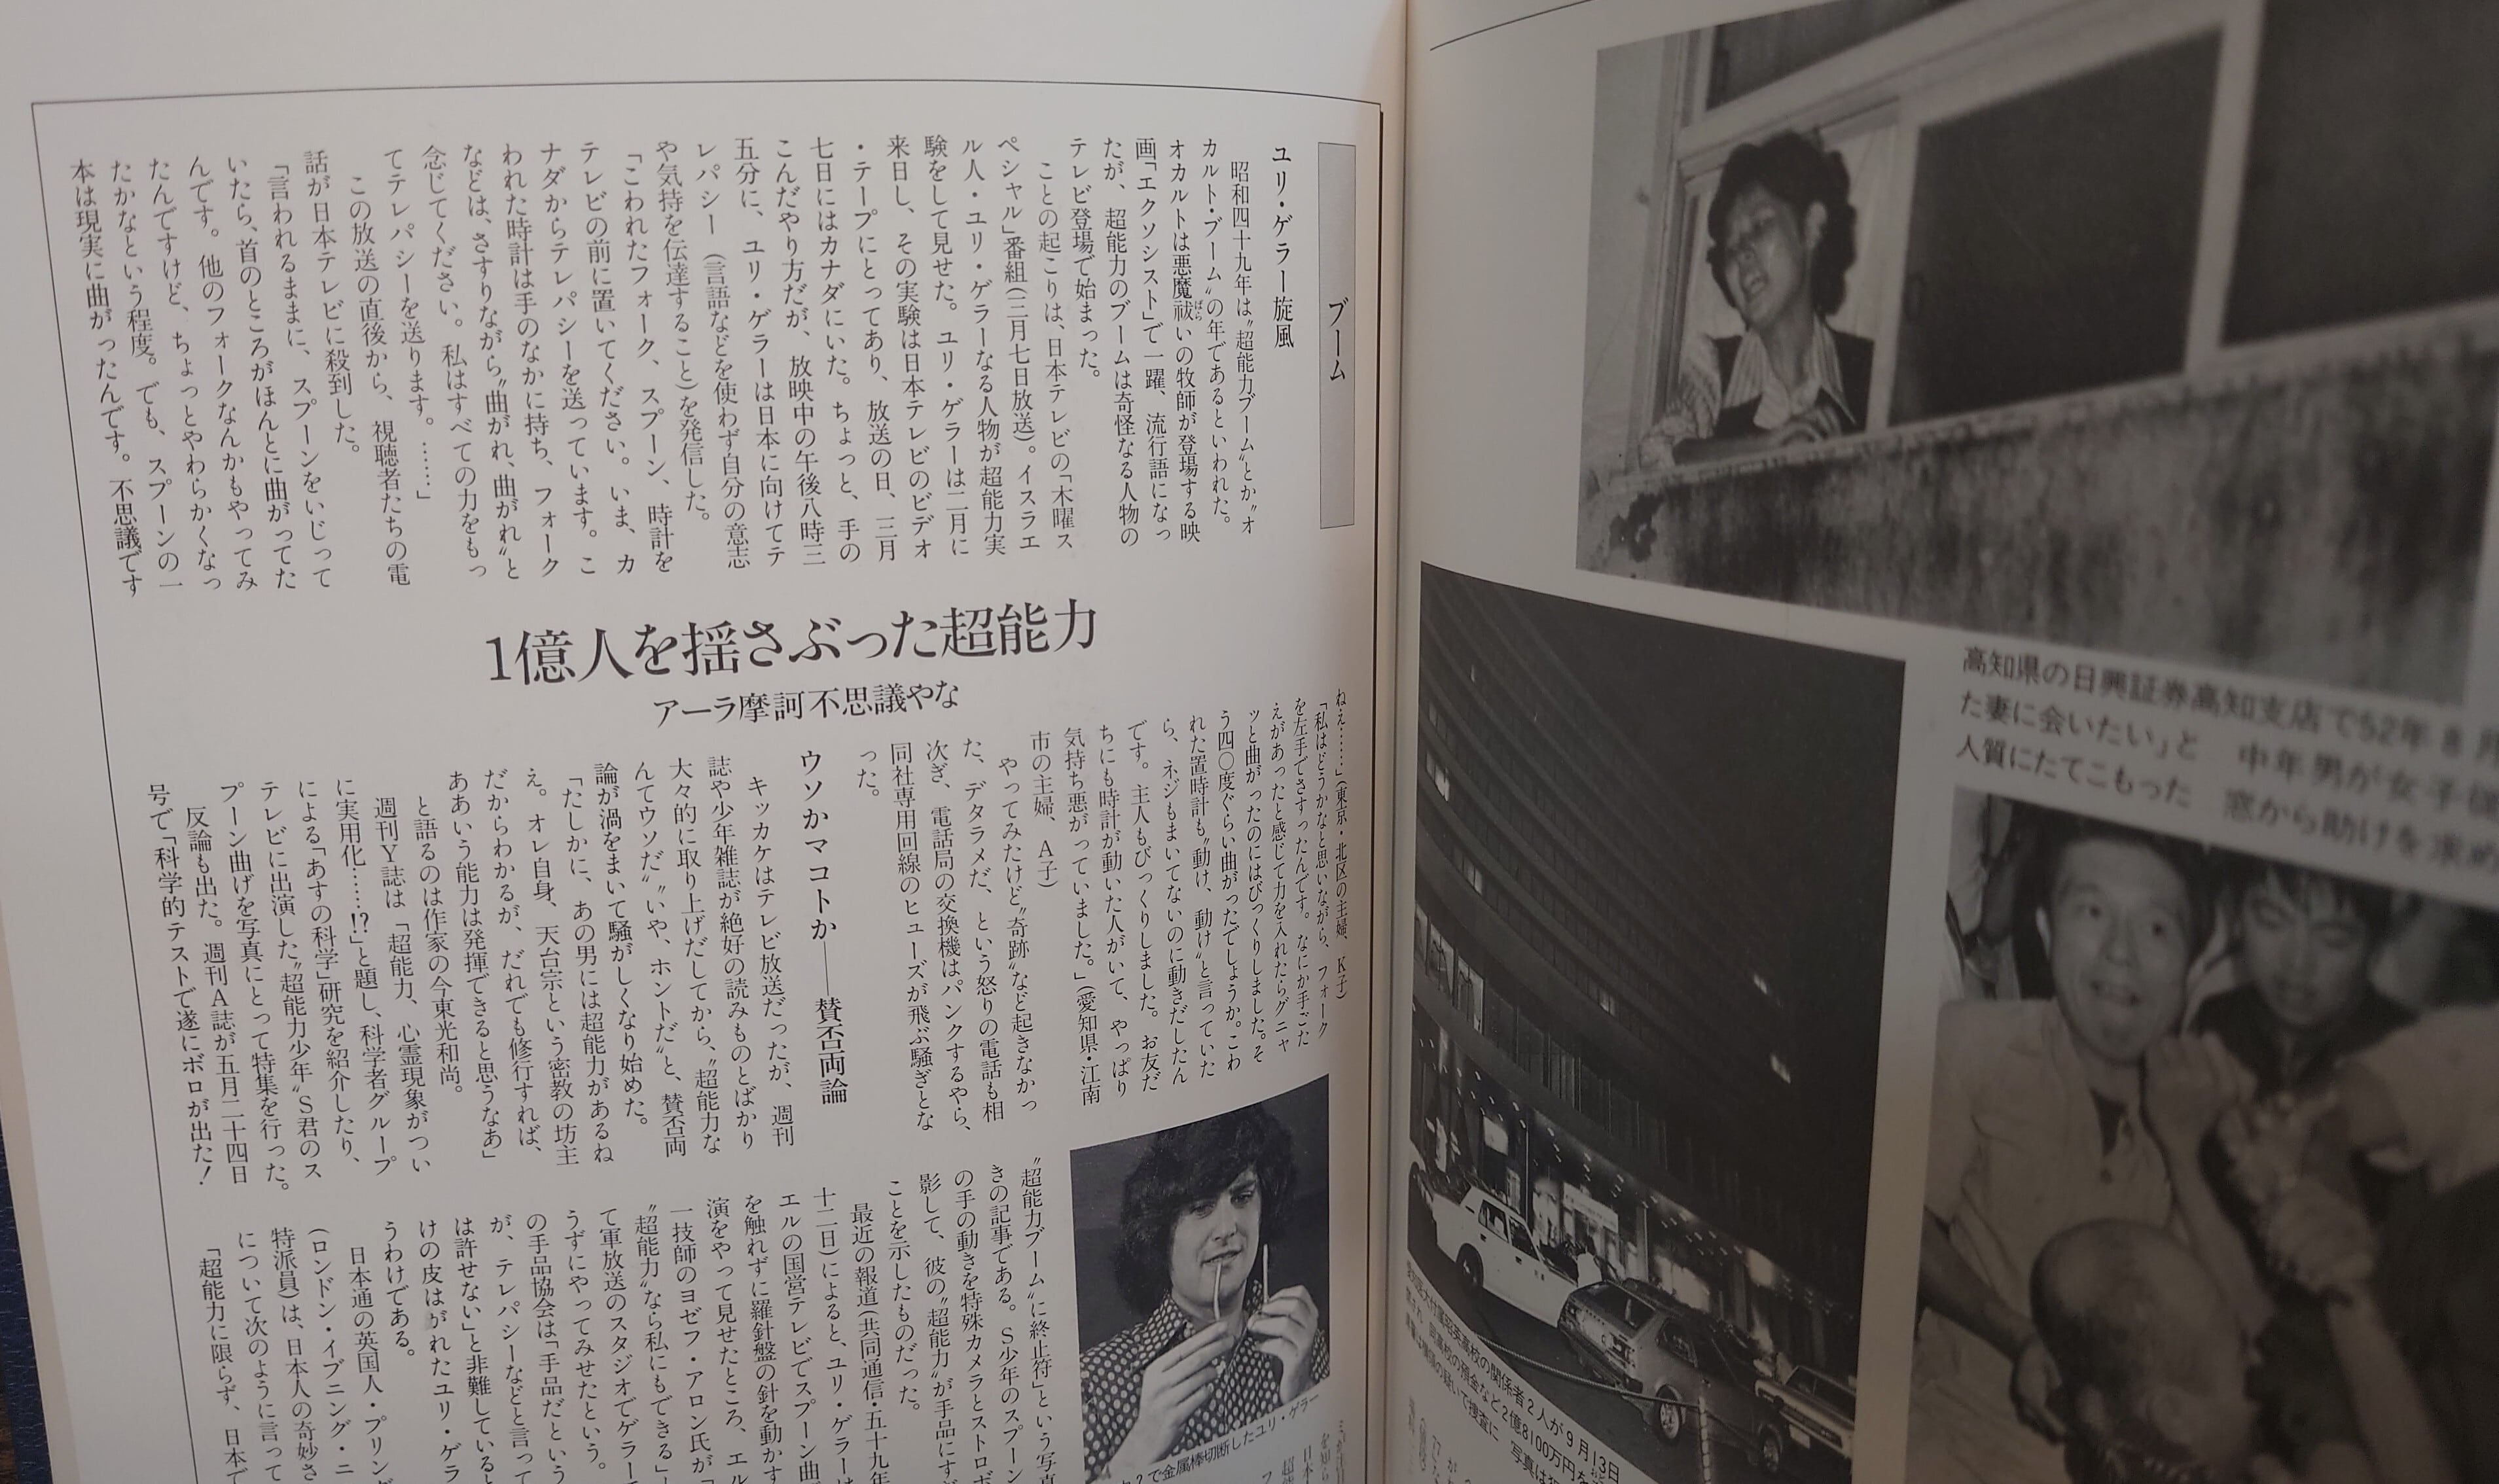 ブーム
ユリ・ゲラー旋風
昭和四十九年は〝超能力ブーム〟とか〝オ
カルト・ブーム〟の年であるといわれた。
オカルトは悪魔祓ばらいの牧師が登場する映
画「エクソシスト」で一躍、流行語になっ
たが、超能力のブームは奇怪なる人物の
テレビ登場で始まった。
ことの起こりは、日本テレビの「木曜ス
ペシャル」番組(三月七日放送)。イスラエ
ル人・ユリ・ゲラーなる人物が超能力実
験をして見せた。ユリ・ゲラーは二月に
来日し、その実験は日本テレビのビデオ
・テープにとってあり、放送の日、三月
七日にはカナダにいた。ちょっと、手の
こんだやり方だが、放映中の午後八時三
五分に、ユリ・ゲラーは日本に向けてテ
レパシー(言語などを使わず自分の意志
や気持を伝達すること)を発信した。
「こわれたフォーク、スプーン、時計を
テレビの前に置いてください。いま、カ
ナダからテレパシーを送っています。こ
われた時計は手のなかに持ち、フォーク
などは、さすりながら〝曲がれ、曲がれ〟と
念じてください。私はすべての力をもっ
てテレパシーを送ります。……」
この放送の直後から、視聴者たちの電
話が日本テレビに殺到した。
「言われるままに、スプーンをいじって
いたら、首のところがほんとに曲がってた
んです。他のフォークなんかもやってみ
たんですけど、ちょっとやわらかくなっ
たかなという程度。でも、スプーンの一
本は現実に曲がったんです。不思議です
1億人を揺さぶった超能力
アーラ摩訶不思議やな
ねえ……」(東京・北区の主婦、K子)
「私はどうかなと思いながら、フォーク
を左手でさすったんです。なにか手ごた
えがあったと感じて力を入れたらグニャ
ッと曲がったのにはびっくりしました。そ
う四〇度ぐらい曲がったでしょうか。こわ
れた置時計も〝動け、動け〟と言っていた
ら、ネジもまいてないのに動きだしたん
です。主人もびっくりしました。お友だ
ちにも時計が動いた人がいて、やっぱり
気持ち悪がっていました。」(愛知県・江南
市の主婦、A子)
やってみたけど〝奇跡〟など起きなかっ
た、デタラメだ、という怒りの電話も相
次ぎ、電話局の交換機はパンクするやら、
同社専用回線のヒューズが飛ぶ騒ぎとな
った。
ウソかマコトか——賛否両論
キッカケはテレビ放送だったが、週刊
誌や少年雑誌が絶好の読みものとばかり
大々的に取り上げだしてから、〝超能力な
んてウソだ〟〝いや、ホントだ〟と、賛否両
論が渦をまいて騒がしくなり始めた。
「たしかに、あの男には超能力があるね
え。オレ自身、天台宗という密教の坊主
だからわかるが、だれでも修行すれば、
ああいう能力は発揮できると思うなあ」
と語るのは作家の今東光和尚。
週刊Y誌は「超能力、心霊現象がつい
に実用化……!?」と題し、科学者グループ
による「あすの科学」研究を紹介したり、
テレビに出演した〝超能力少年〟S君のス
プーン曲げを写真にとって特集を行った。
反論も出た。週刊A誌が五月二十四日
号で「科学的テストで遂にボロが出た!
〝超能力ブーム〟に終止符」という写真
きの記事である。S少年のスプーン
の手の動きを特殊カメラとストロボ
影して、彼の〝超能力〟が手品にすぎ
ことを示したものだった。
最近の報道(共同通信・五十九年
十二日)によると、ユリ・ゲラーは
エルの国営テレビでスプーン曲
を触れずに羅針盤の針を動かす
演をやって見せたところ、エル
一技師のヨゼフ・アロン氏が「
〝超能力〟なら私にもできる」
て軍放送のスタジオでゲラー
うずにやってみせたという。
の手品協会は「手品だという
が、テレパシーなどと言って
は許せない」と非難していると
けの皮はがれたユリ・ゲラ
うわけである。
日本通の英国人・プリング
(ロンドン・イブニング・ニ
特派員)は、日本人の奇妙さ
について次のように言って
「超能力に限らず、日本で
で金属棒切断したユリ・ゲラー
高知県の日興証券高知支店で52年8月
た妻に会いたい」と 中年男が女子
人質にたてこもった 窓から助けを求め
高校の関係者2人が9月13日
同高校の預金など2億8100万円を
の疑いで捜査に 写真は